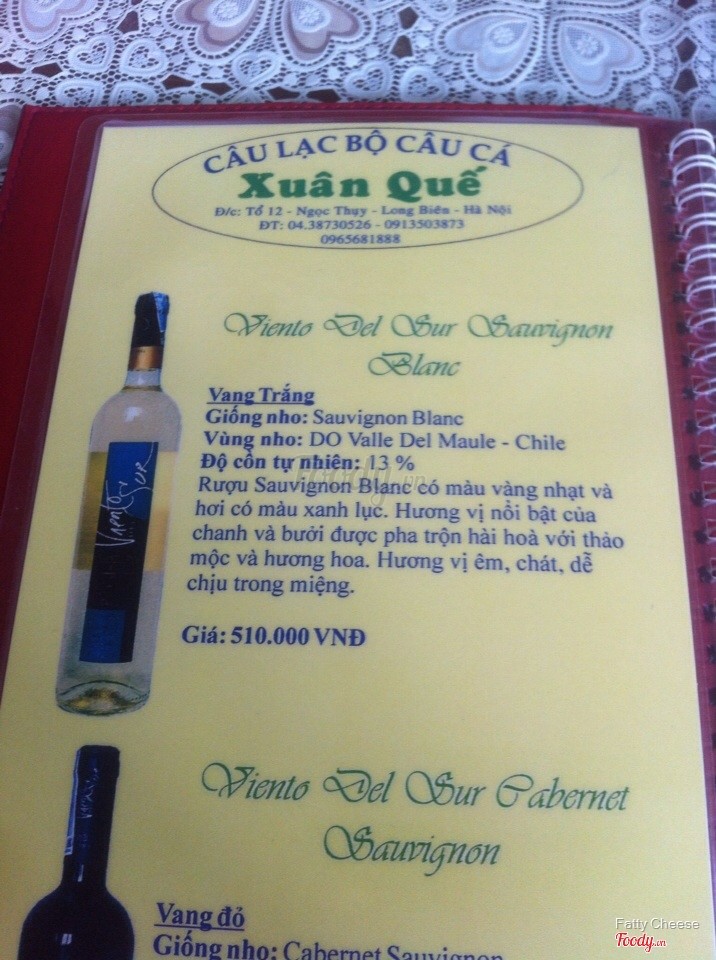 CÂU LẠC BỘ CÂU CÁ
Xuân Quế
Đ/c: Tổ 12 - Ngọc Thụy - Long Biên - Hà Nội
ĐT: 04.38730526 - 0913503873
0965681888
Viento Del Sur Sauvignon
Blanc
Vang Trắng
Giống nho: Sauvignon Blanc
Vùng nho: DO Valle Del Maule - Chile
Độ cồn tự nhiên: 13 %
Rượu Sauvignon Blanc có màu vàng nhạt và
hơi có màu xanh lục. Hương vị nổi bật của
chanh và bưởi được pha trộn hài hoà với thảo
mộc và hương hoa. Hương vị êm, chát, dễ
chịu trong miệng.
Giá: 510.000 VNĐ
Viento Sur
Viento Del Sur Cabernet
Sauvignon
Vang đỏ
Giống nho: Cabernet Sauvignon
Foody.vn
Fatty Cheese
Foody.vn